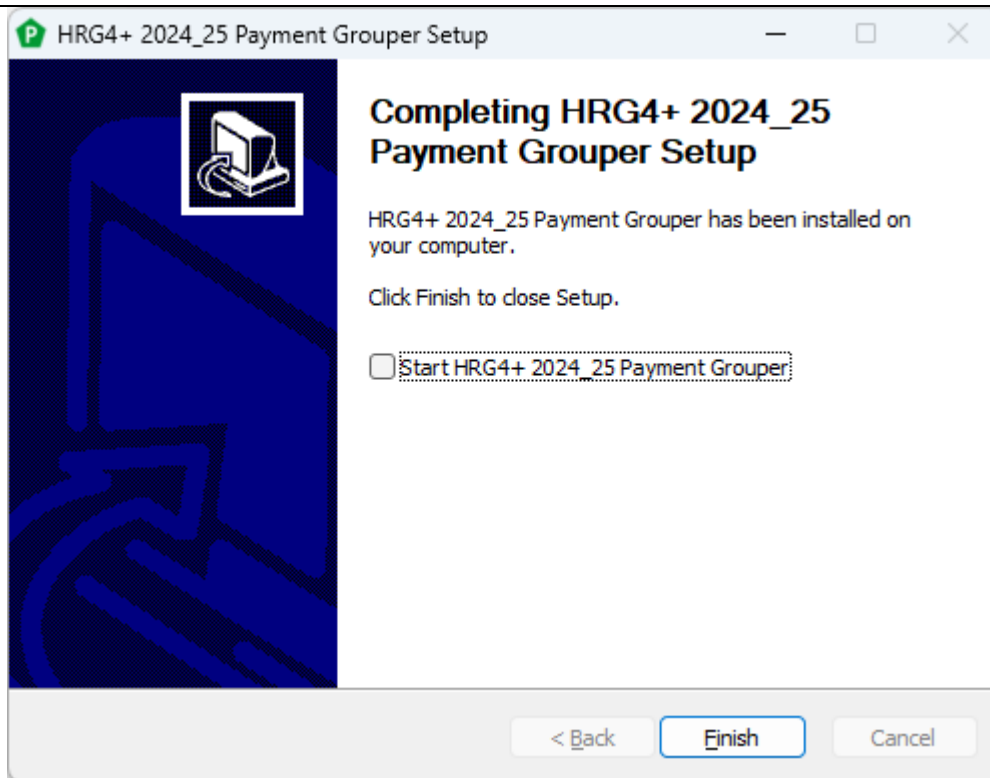 HRG4+ 2024_25 Payment Grouper Setup
Completing HRG4+ 2024_25
Payment Grouper Setup
HRG4+ 2024_25 Payment Grouper has been installed on
your computer.
Click Finish to close Setup.
Start HRG4+ 2024_25 Payment Grouper
< Back Finish Cancel